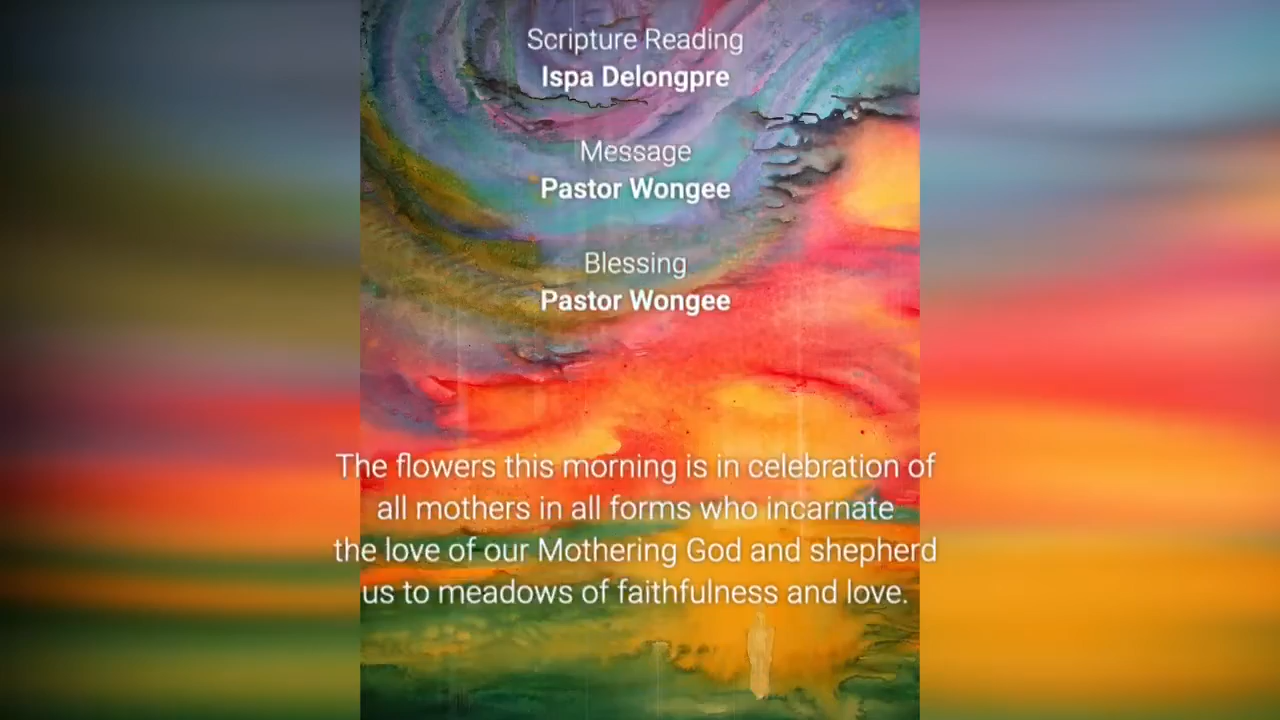 Scripture Reading
Ispa Delongpre
Message
Pastor Wongee
Blessing
Pastor Wongee
The flowers this morning is in celebration of
all mothers in all forms who incarnate
the love of our Mothering God and shepherd
us to meadows of faithfulness and love.